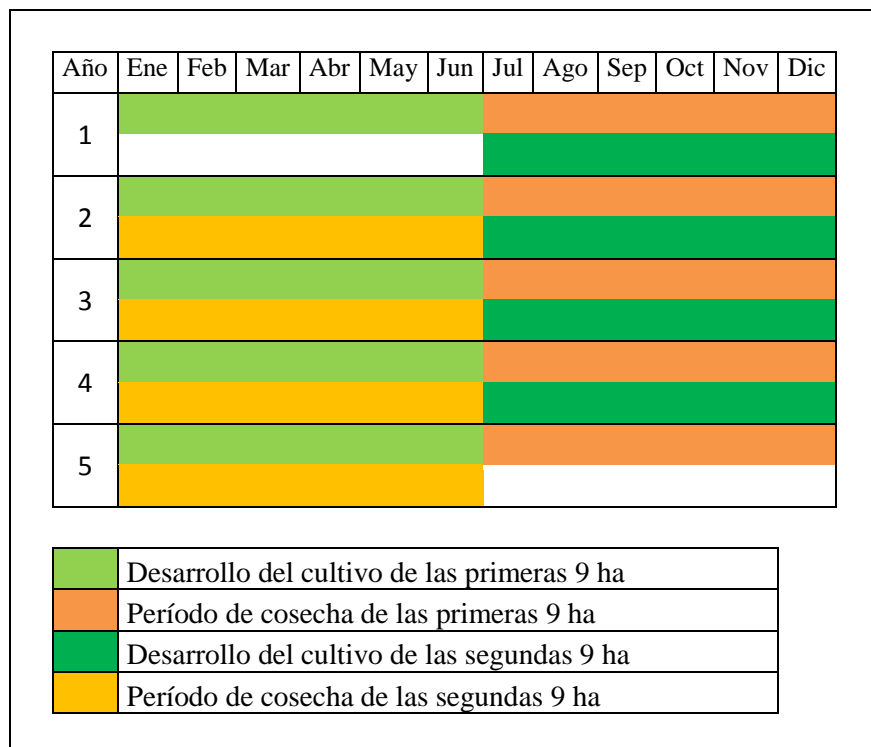 Año Ene Feb Mar Abr May Jun Jul Ago Sep Oct Nov Dic
1
2
3
4
5
Desarrollo del cultivo de las primeras 9 ha
Período de cosecha de las primeras 9 ha
Desarrollo del cultivo de las segundas 9 ha
Período de cosecha de las segundas 9 ha